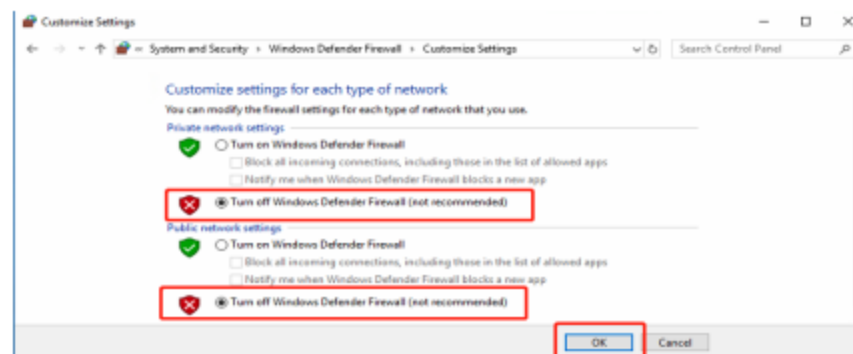 Customize Settings
System and Security › Windows Defender Firewall › Customize Settings
Search Control Panel
Customize settings for each type of network
You can modify the firewall settings for each type of network that you use.
Private network settings
Turn on Windows Defender Firewall
Block all incoming connections, including those in the list of allowed apps
Notify me when Windows Defender Firewall blocks a new app
Turn off Windows Defender Firewall (not recommended)
Public network settings
Turn on Windows Defender Firewall
Block all incoming connections, including those in the list of allowed apps
Notify me when Windows Defender Firewall blocks a new app
Turn off Windows Defender Firewall (not recommended)
OK Cancel